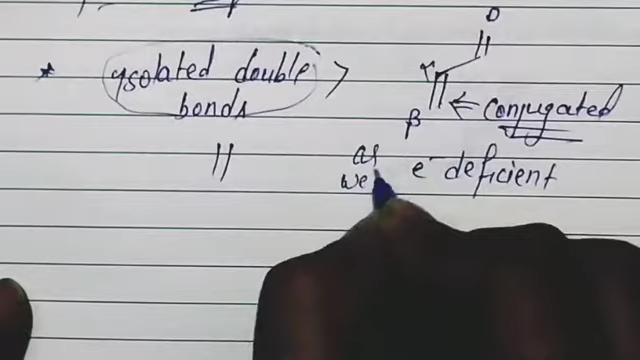 O
* ysolated double > α
bonds
β ← conjugated
||
as e⁻ deficient
we